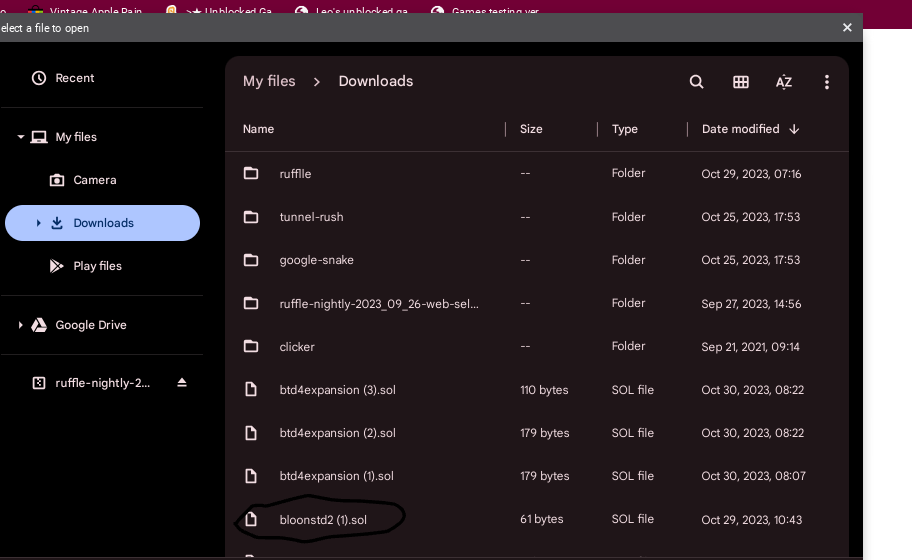 Vintage Apple Pain
>★ Unblocked Ga
Leo's unblocked ga
Games testing ver
elect a file to open
Recent
My files > Downloads
Name Size Type Date modified
My files
Camera
Downloads
Play files
Google Drive
ruffle-nightly-2...
rufflle -- Folder Oct 29, 2023, 07:16
tunnel-rush -- Folder Oct 25, 2023, 17:53
google-snake -- Folder Oct 25, 2023, 17:53
ruffle-nightly-2023_09_26-web-sel... -- Folder Sep 27, 2023, 14:56
clicker -- Folder Sep 21, 2021, 09:14
btd4expansion (3).sol 110 bytes SOL file Oct 30, 2023, 08:22
btd4expansion (2).sol 179 bytes SOL file Oct 30, 2023, 08:22
btd4expansion (1).sol 179 bytes SOL file Oct 30, 2023, 08:07
bloonstd2 (1).sol 61 bytes SOL file Oct 29, 2023, 10:43